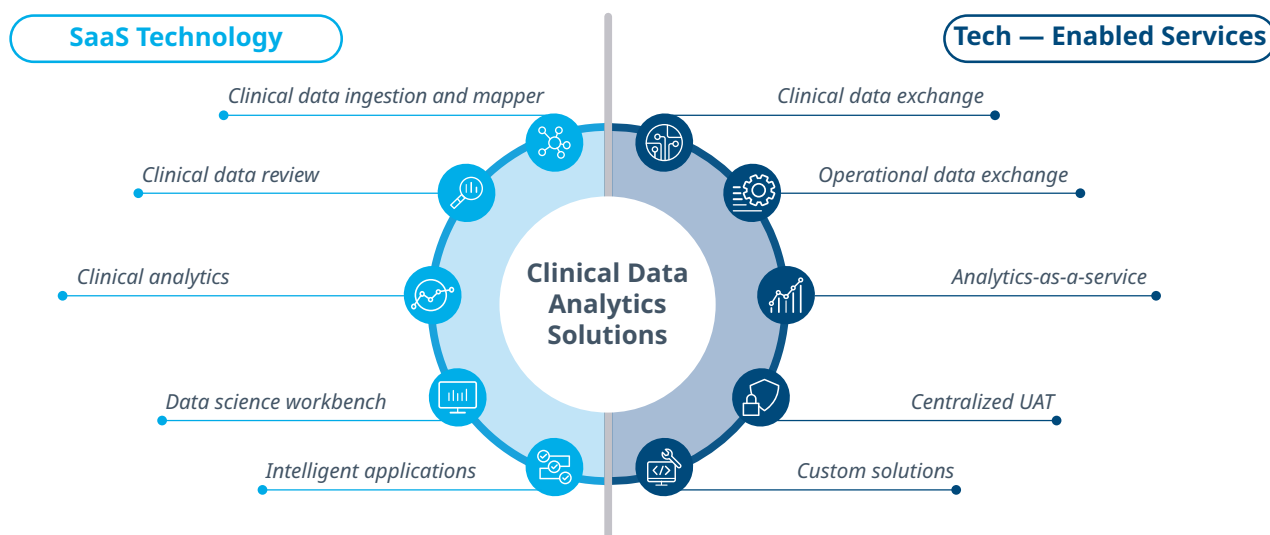 SaaS Technology
Tech — Enabled Services
Clinical data ingestion and mapper
Clinical data review
Clinical analytics
Data science workbench
Intelligent applications
Clinical Data
Analytics
Solutions
Clinical data exchange
Operational data exchange
Analytics-as-a-service
Centralized UAT
Custom solutions